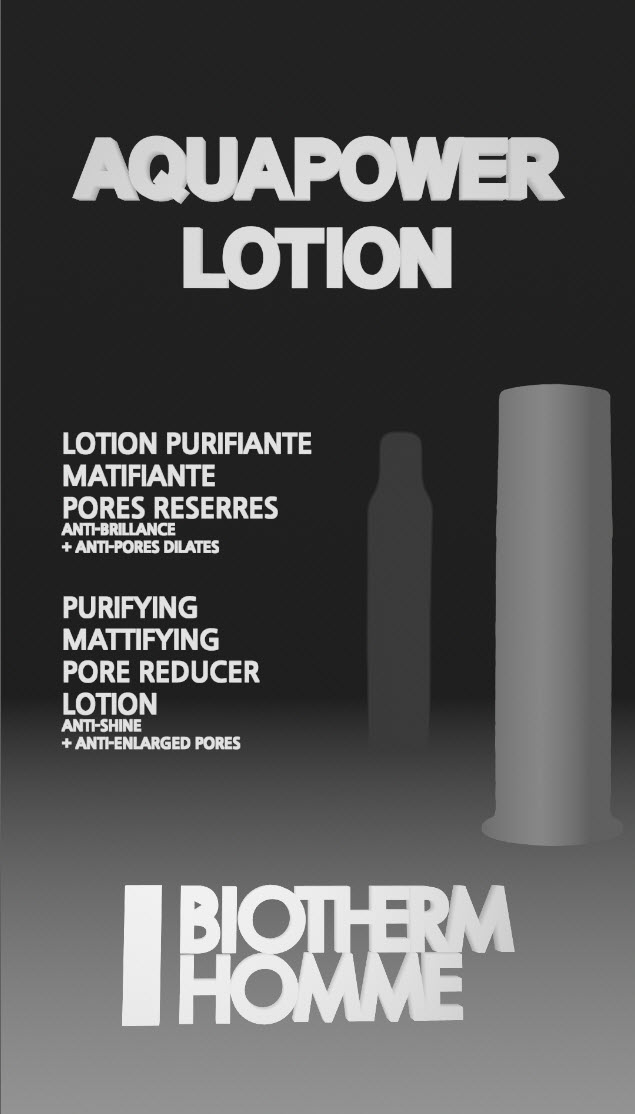 AQUAPOWER
LOTION
LOTION PURIFIANTE
MATIFIANTE
PORES RESERRES
ANTI-BRILLANCE
+ ANTI-PORES DILATES
PURIFYING
MATTIFYING
PORE REDUCER
LOTION
ANTI-SHINE
+ ANTI-ENLARGED PORES
BIOTHERM
HOMME